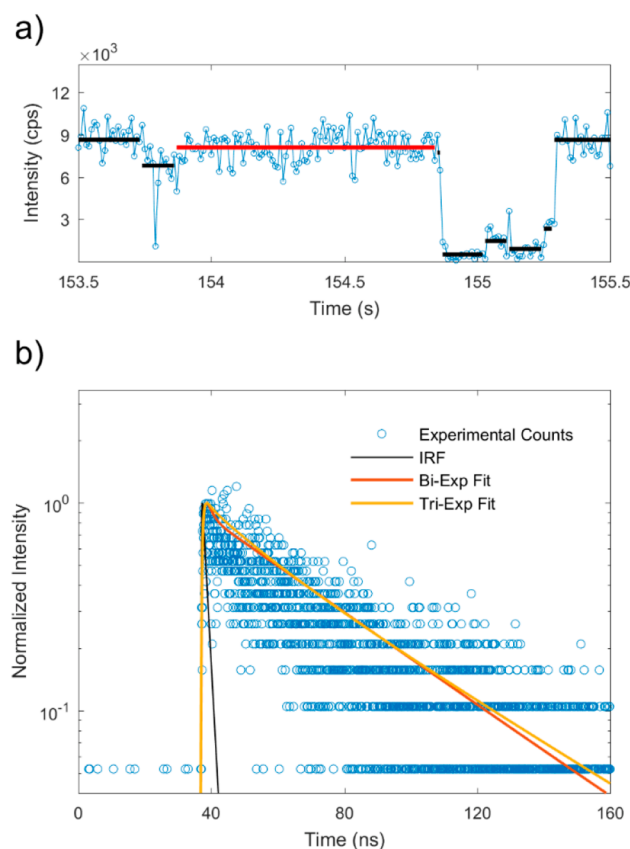 a)
× 10³
12
9
6
3
Intensity (cps)
153.5 154 154.5 155 155.5
Time (s)
b)
Experimental Counts
IRF
Bi-Exp Fit
Tri-Exp Fit
10⁰
10⁻¹
Normalized Intensity
0 40 80 120 160
Time (ns)